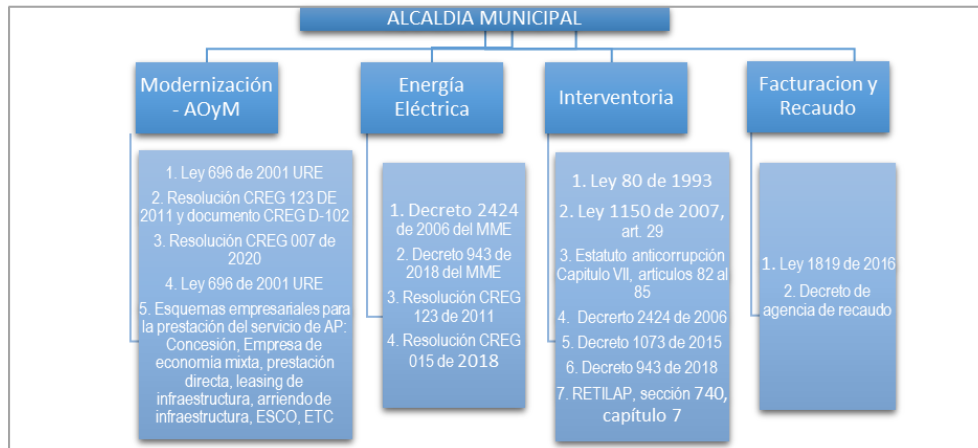 ALCALDIA MUNICIPAL
Modernización
- AOyM
Energía
Eléctrica
Interventoria
Facturacion y
Recaudo
1. Ley 696 de 2001 URE
2. Resolución CREG 123 DE
2011 y documento CREG D-102
3. Resolución CREG 007 de
2020
4. Ley 696 de 2001 URE
5. Esquemas empresariales para
la prestación del servicio de AP:
Concesión, Empresa de
economía mixta, prestación
directa, leasing de
infraestructura, arriendo de
infraestructura, ESCO, ETC
1. Decreto 2424
de 2006 del MME
2. Decreto 943 de
2018 del MME
3. Resolución CREG
123 de 2011
4. Resolución CREG
015 de 2018
1. Ley 80 de 1993
2. Ley 1150 de 2007,
art. 29
3. Estatuto anticorrupción
Capitulo VII, articulos 82 al
85
4. Decrerto 2424 de 2006
5. Decreto 1073 de 2015
6. Decreto 943 de 2018
7. RETILAP, sección 740,
capítulo 7
1. Ley 1819 de 2016
2. Decreto de
agencia de recaudo